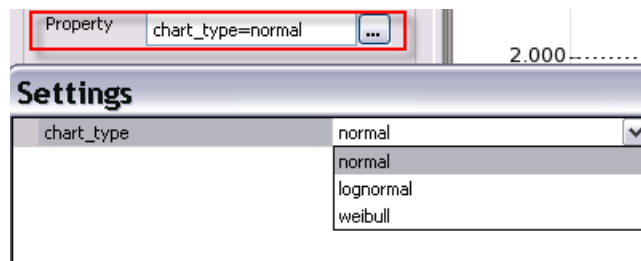 Property chart_type=normal ...
2.000
Settings
chart_type normal
normal
lognormal
weibull